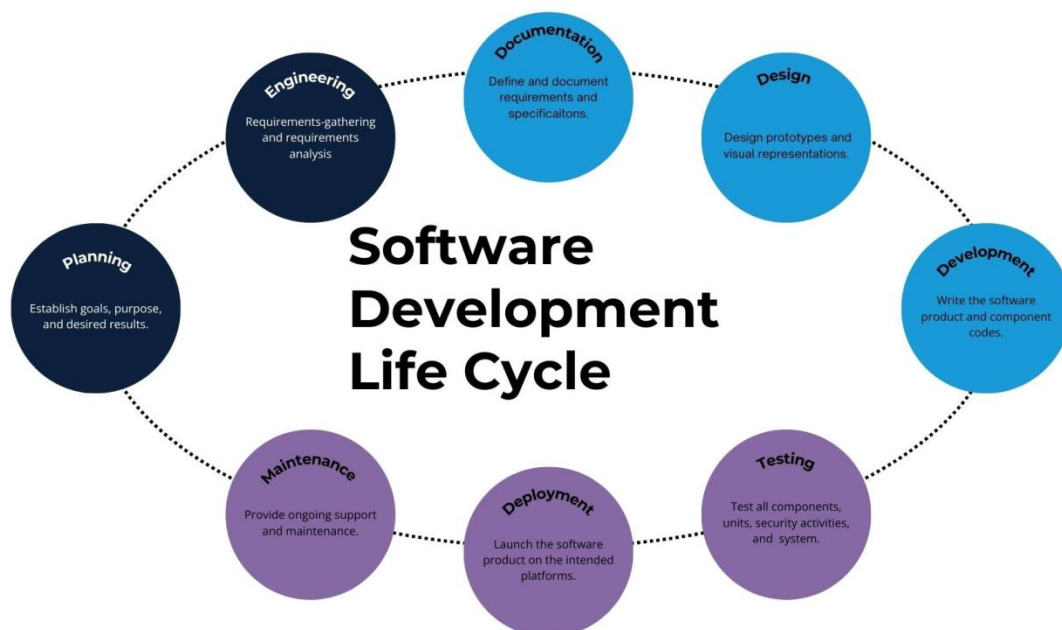 Software
Development
Life Cycle
Planning
Establish goals, purpose,
and desired results.
Engineering
Requirements-gathering
and requirements
analysis
Documentation
Define and document
requirements and
specificaitons.
Design
Design prototypes and
visual representations.
Development
Write the software
product and component
codes.
Testing
Test all components,
units, security activities,
and system.
Deployment
Launch the software
product on the intended
platforms.
Maintenance
Provide ongoing support
and maintenance.